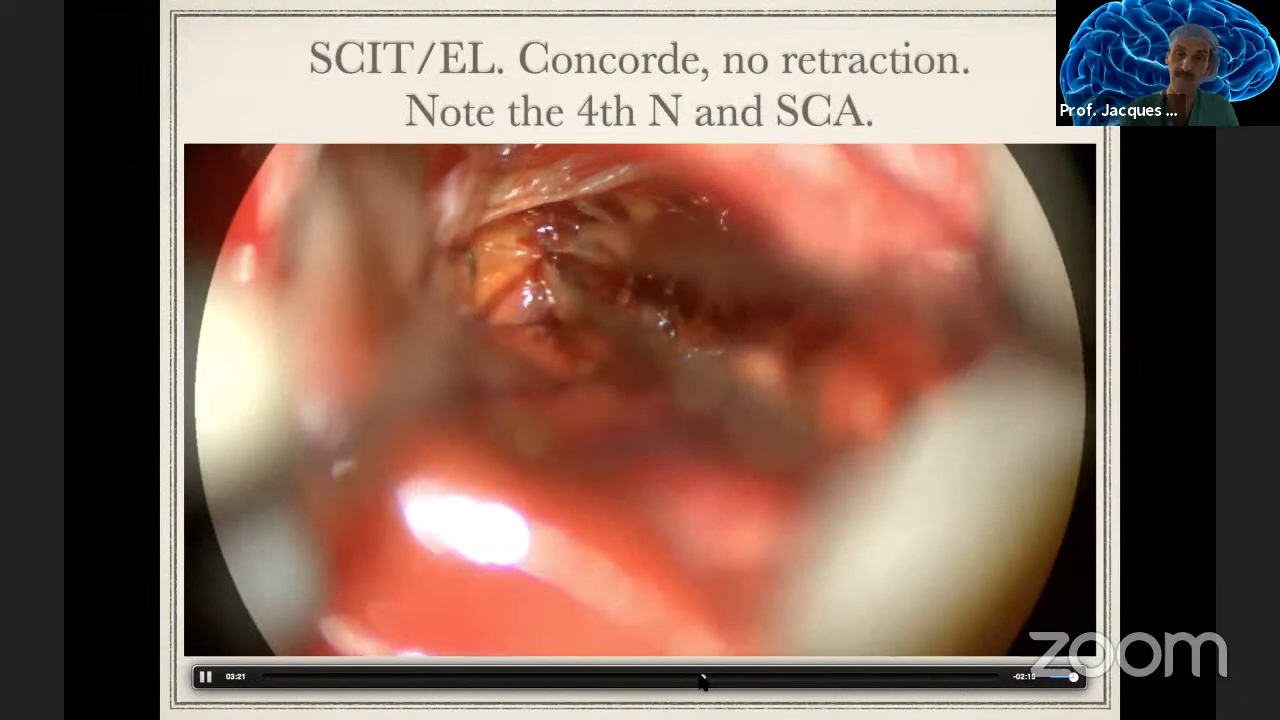 SCIT/EL. Concorde, no retraction.
Note the 4th N and SCA.
Prof. Jacques ...
03:21
zoom